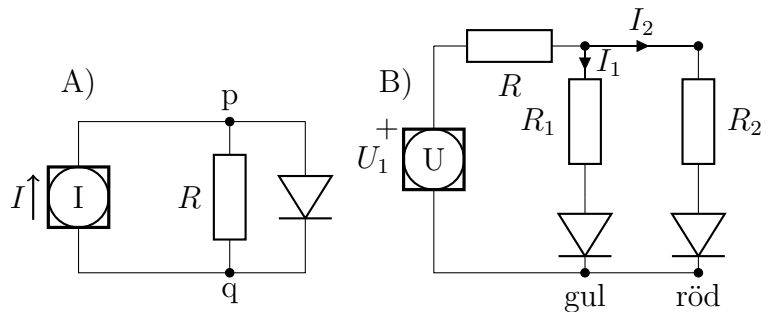 A)
p
I
I
R
q
B)
I₂
I₁
R
+
U₁
U
R₁
R₂
gul
röd